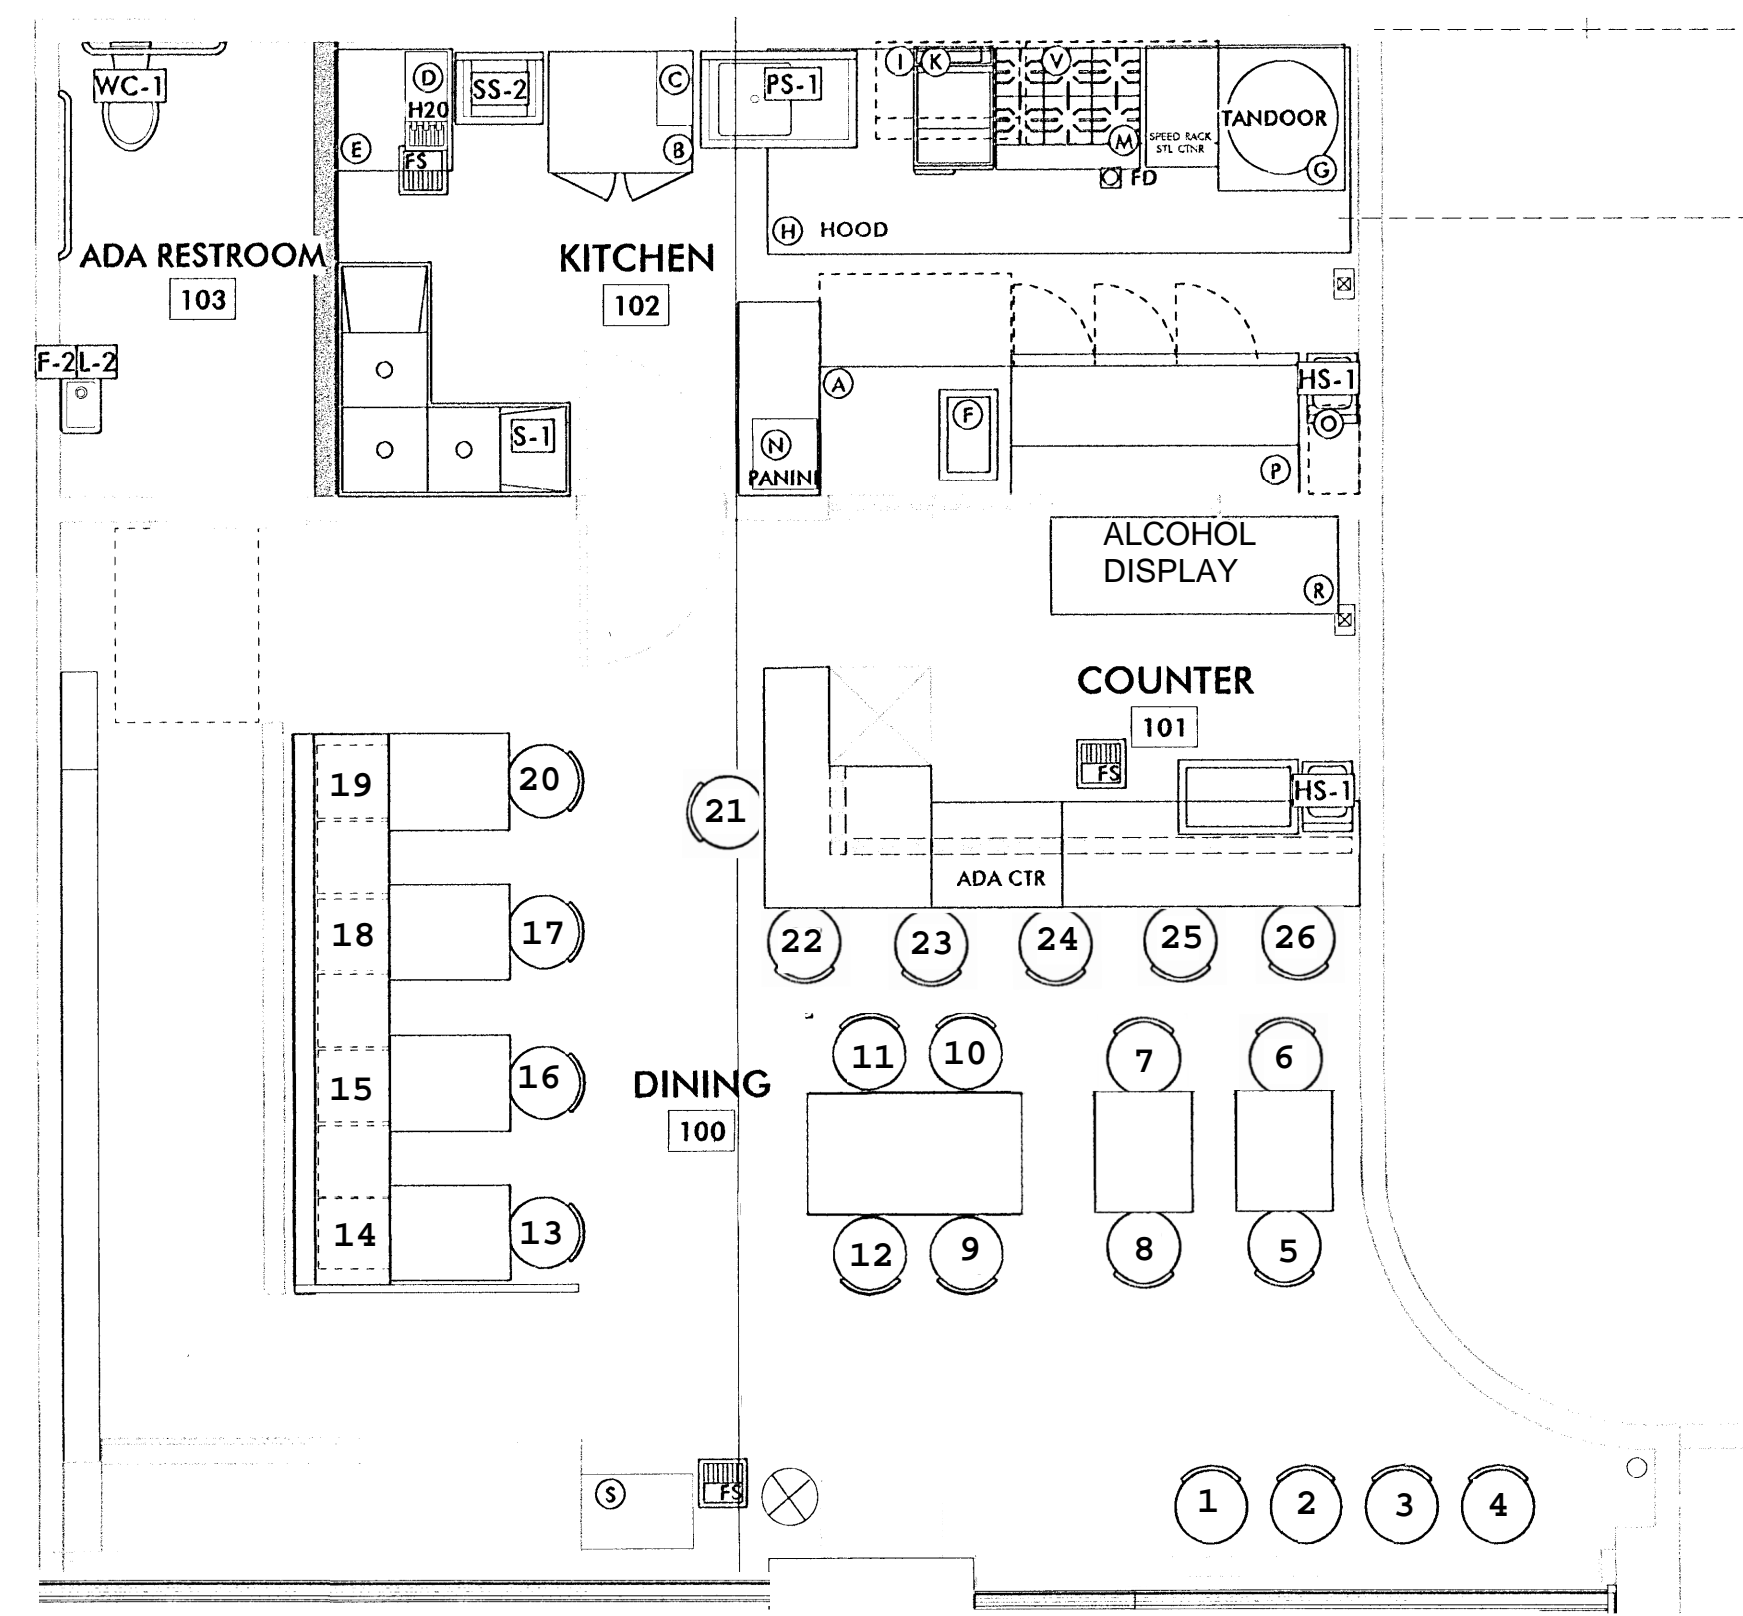 WC-1
D
H20
FS
E
SS-2
C
B
PS-1
I
K
V
M
SPEED RACK
STL CTNR
TANDOOR
G
FD
H
HOOD
ADA RESTROOM
103
KITCHEN
102
F-2
L-2
S-1
A
N
PANINI
F
HS-1
P
ALCOHOL
DISPLAY
R
COUNTER
101
FS
HS-1
ADA CTR
19
20
21
18
17
22
23
24
25
26
15
16
DINING
100
11
10
7
6
14
13
12
9
8
5
S
FS
1
2
3
4